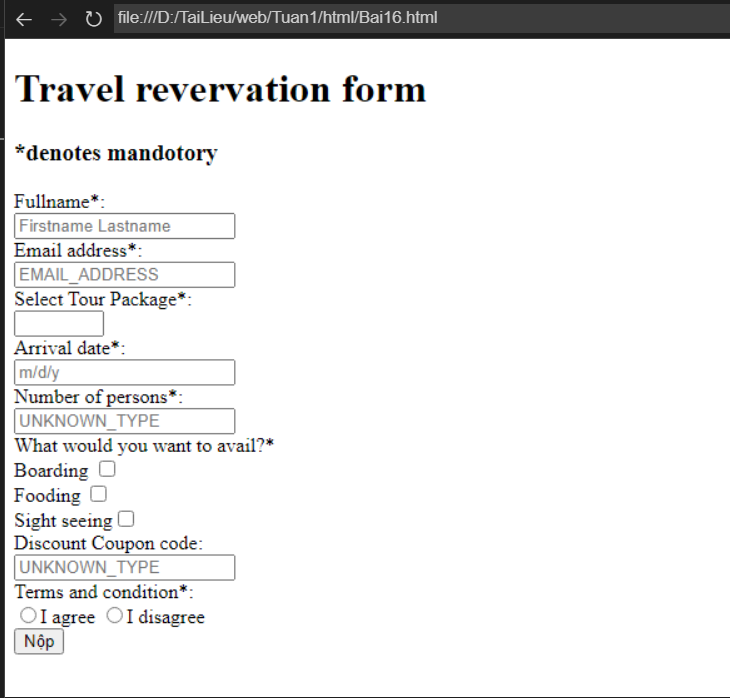 file:///D:/TaiLieu/web/Tuan1/html/Bai16.html
Travel revervation form
*denotes mandotory
Fullname*:
Firstname Lastname
Email address*:
EMAIL_ADDRESS
Select Tour Package*:
Arrival date*:
m/d/y
Number of persons*:
UNKNOWN_TYPE
What would you want to avail?*
Boarding
Fooding
Sight seeing
Discount Coupon code:
UNKNOWN_TYPE
Terms and condition*:
I agree I disagree
Nộp